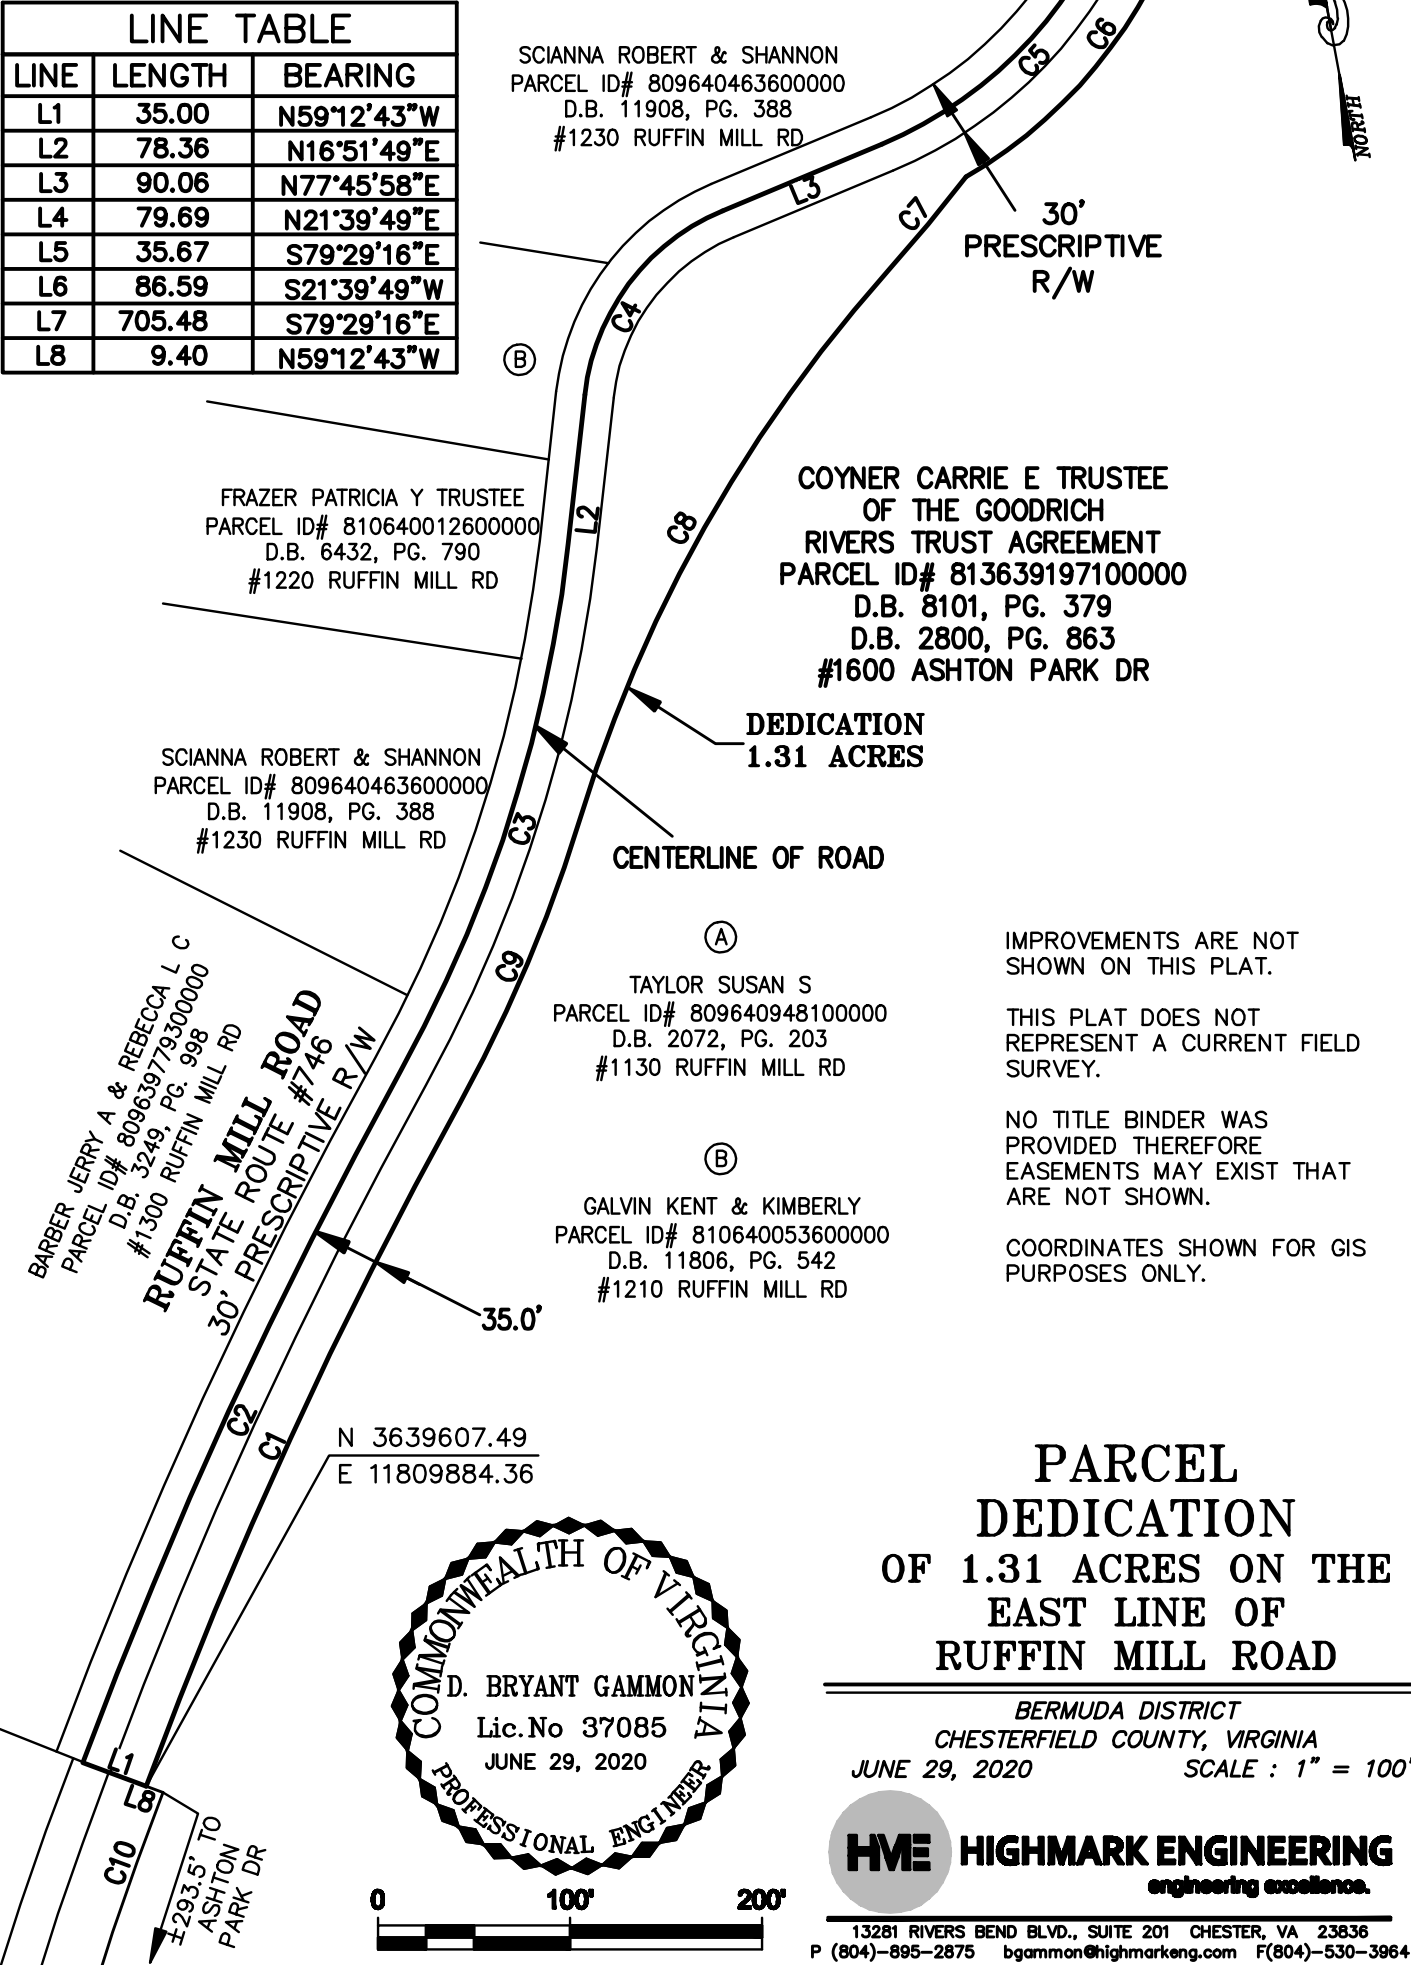 LINE TABLE
LINE LENGTH BEARING
L1 35.00 N59°12'43"W
L2 78.36 N16°51'49"E
L3 90.06 N77°45'58"E
L4 79.69 N21°39'49"E
L5 35.67 S79°29'16"E
L6 86.59 S21°39'49"W
L7 705.48 S79°29'16"E
L8 9.40 N59°12'43"W
SCIANNA ROBERT & SHANNON
PARCEL ID# 809640463600000
D.B. 11908, PG. 388
#1230 RUFFIN MILL RD
C5
C6
NORTH
L3
C7
30'
PRESCRIPTIVE
R/W
C4
B
FRAZER PATRICIA Y TRUSTEE
PARCEL ID# 810640012600000
D.B. 6432, PG. 790
#1220 RUFFIN MILL RD
L2
C8
COYNER CARRIE E TRUSTEE
OF THE GOODRICH
RIVERS TRUST AGREEMENT
PARCEL ID# 813639197100000
D.B. 8101, PG. 379
D.B. 2800, PG. 863
#1600 ASHTON PARK DR
DEDICATION
1.31 ACRES
SCIANNA ROBERT & SHANNON
PARCEL ID# 809640463600000
D.B. 11908, PG. 388
#1230 RUFFIN MILL RD
C3
CENTERLINE OF ROAD
C9
A
TAYLOR SUSAN S
PARCEL ID# 809640948100000
D.B. 2072, PG. 203
#1130 RUFFIN MILL RD
B
GALVIN KENT & KIMBERLY
PARCEL ID# 810640053600000
D.B. 11806, PG. 542
#1210 RUFFIN MILL RD
IMPROVEMENTS ARE NOT
SHOWN ON THIS PLAT.
THIS PLAT DOES NOT
REPRESENT A CURRENT FIELD
SURVEY.
NO TITLE BINDER WAS
PROVIDED THEREFORE
EASEMENTS MAY EXIST THAT
ARE NOT SHOWN.
COORDINATES SHOWN FOR GIS
PURPOSES ONLY.
BARBER JERRY A & REBECCA L C
PARCEL ID# 809639779300000
D.B. 3249, PG. 998
#1300 RUFFIN MILL RD
RUFFIN MILL ROAD
STATE ROUTE #746
30' PRESCRIPTIVE R/W
35.0'
C2
C1
N 3639607.49
E 11809884.36
L1
L8
C10
±293.5' TO
ASHTON
PARK DR
COMMONWEALTH OF VIRGINIA
D. BRYANT GAMMON
Lic.No 37085
JUNE 29, 2020
PROFESSIONAL ENGINEER
0 100' 200'
PARCEL
DEDICATION
OF 1.31 ACRES ON THE
EAST LINE OF
RUFFIN MILL ROAD
BERMUDA DISTRICT
CHESTERFIELD COUNTY, VIRGINIA
JUNE 29, 2020 SCALE : 1" = 100'
HME HIGHMARK ENGINEERING
engineering excellence.
13281 RIVERS BEND BLVD., SUITE 201 CHESTER, VA 23836
P (804)-895-2875 bgammon@highmarkeng.com F(804)-530-3964